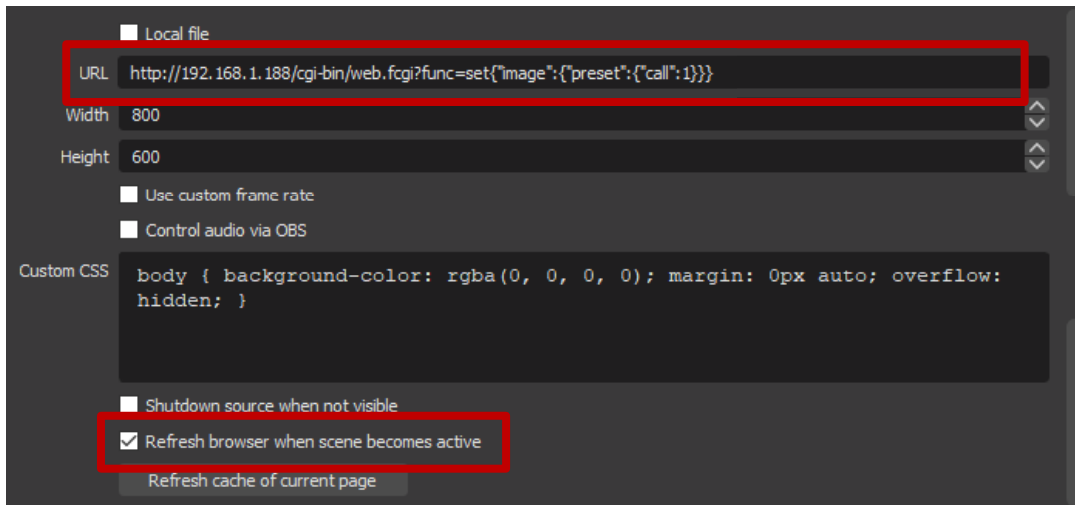 Local file
URL http://192.168.1.188/cgi-bin/web.fcgi?func=set{"image":{"preset":{"call":1}}}
Width 800
Height 600
Use custom frame rate
Control audio via OBS
Custom CSS body { background-color: rgba(0, 0, 0, 0); margin: 0px auto; overflow:
hidden; }
Shutdown source when not visible
Refresh browser when scene becomes active
Refresh cache of current page